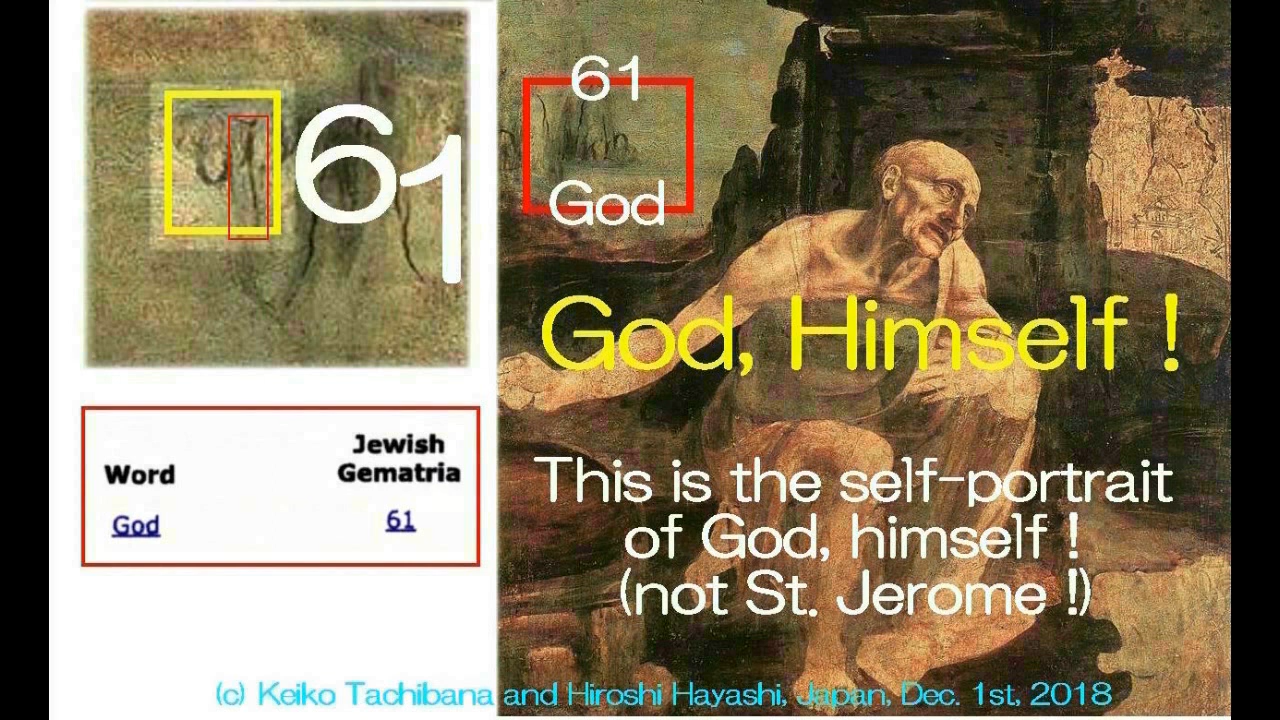 61
61
God
God, Himself !
Word
Jewish
Gematria
God
61
This is the self-portrait
of God, himself !
(not St. Jerome !)
(c) Keiko Tachibana and Hiroshi Hayashi, Japan, Dec. 1st, 2018